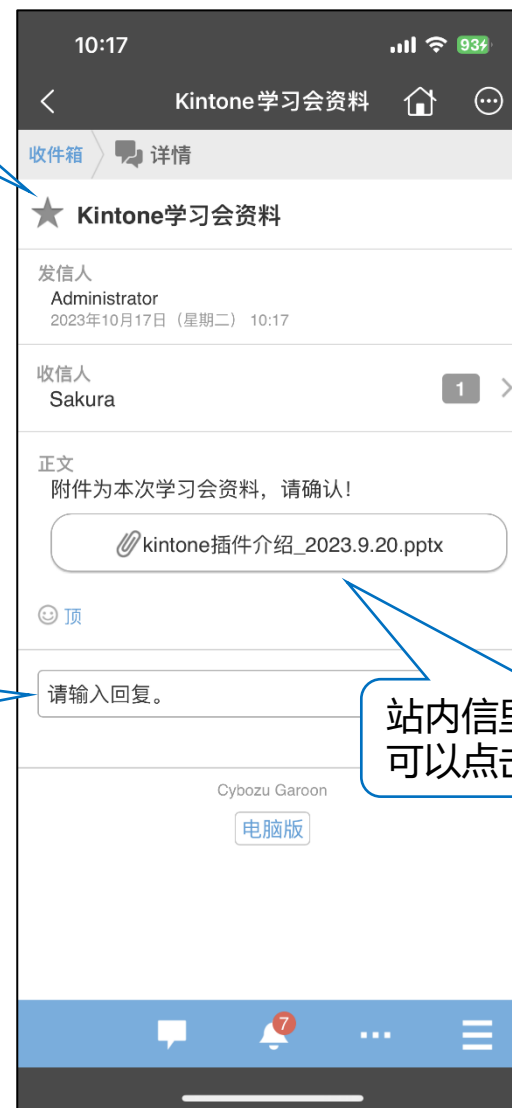 10:17
93
Kintone学习会资料
收件箱
详情
Kintone学习会资料
发信人
Administrator
2023年10月17日（星期二） 10:17
收信人
Sakura
1
正文
附件为本次学习会资料，请确认！
kintone插件介绍_2023.9.20.pptx
顶
请输入回复。
站内信里
可以点击
Cybozu Garoon
电脑版
7